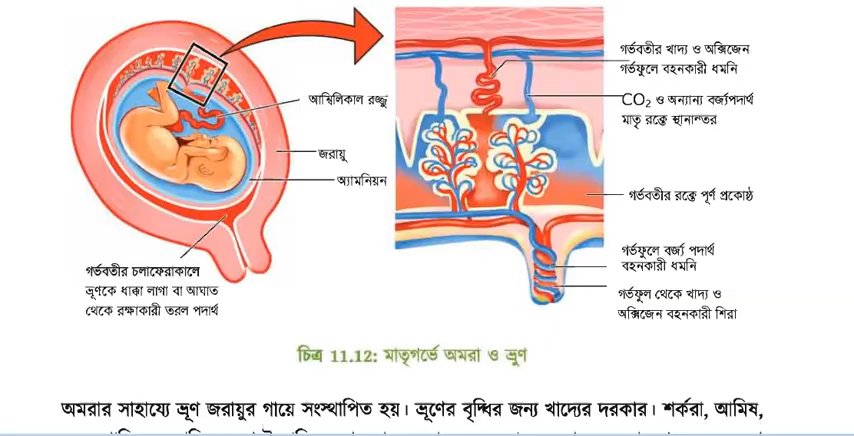 গর্ভবতীর খাদ্য ও অক্সিজেন
গর্ভফুলে বহনকারী ধমনি
আম্বিলিকাল রজ্জু
CO₂ ও অন্যান্য বর্জ্যপদার্থ
মাতৃ রক্তে স্থানান্তর
জরায়ু
অ্যামনিয়ন
গর্ভবতীর রক্তে পূর্ণ প্রকোষ্ঠ
গর্ভফুলে বর্জ্য পদার্থ
বহনকারী ধমনি
গর্ভবতীর চলাফেরাকালে
ভ্রূণকে ধাক্কা লাগা বা আঘাত
থেকে রক্ষাকারী তরল পদার্থ
গর্ভফুল থেকে খাদ্য ও
অক্সিজেন বহনকারী শিরা
চিত্র 11.12: মাতৃগর্ভে অমরা ও ভ্রুণ
অমরার সাহায্যে ভ্রূণ জরায়ুর গায়ে সংস্থাপিত হয়। ভ্রূণের বৃদ্ধির জন্য খাদ্যের দরকার। শর্করা, আমিষ,